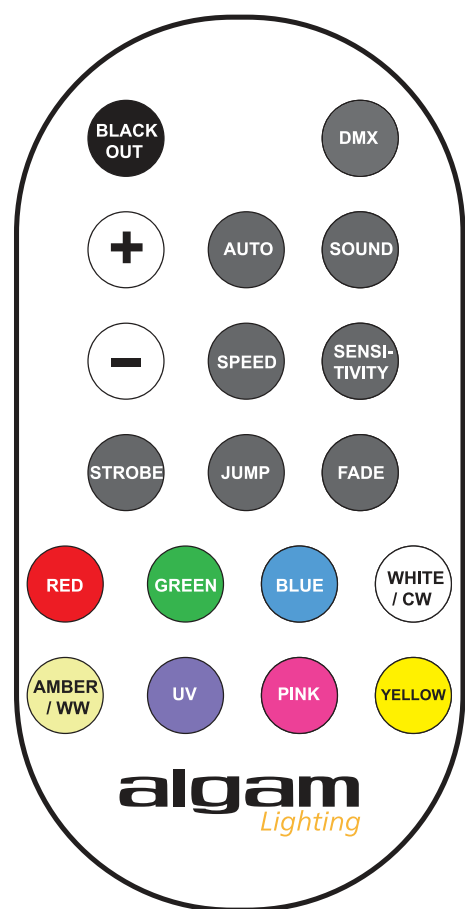 BLACK
OUT
DMX
+
AUTO
SOUND
-
SPEED
SENSI-
TIVITY
STROBE
JUMP
FADE
RED
GREEN
BLUE
WHITE
/ CW
AMBER
/ WW
UV
PINK
YELLOW
algam
Lighting